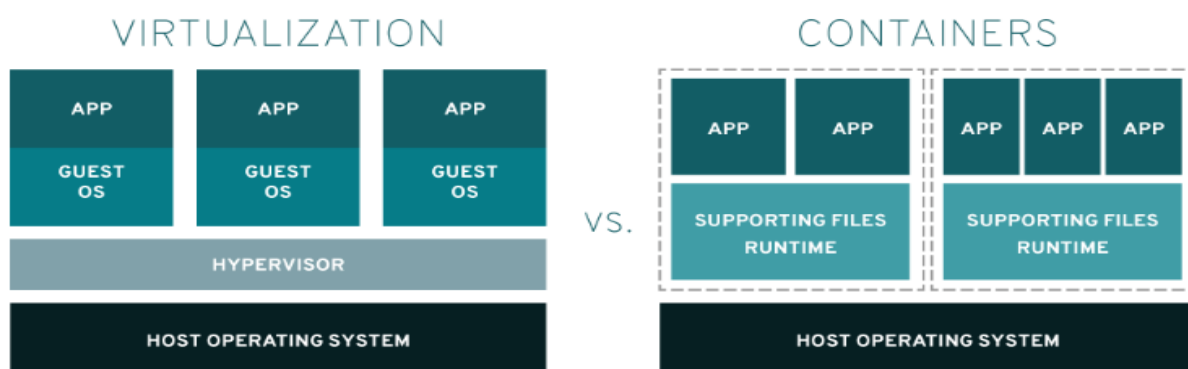 VIRTUALIZATION
APP
APP
APP
GUEST
OS
GUEST
OS
GUEST
OS
HYPERVISOR
HOST OPERATING SYSTEM
VS.
CONTAINERS
APP
APP
APP
APP
APP
SUPPORTING FILES
RUNTIME
SUPPORTING FILES
RUNTIME
HOST OPERATING SYSTEM